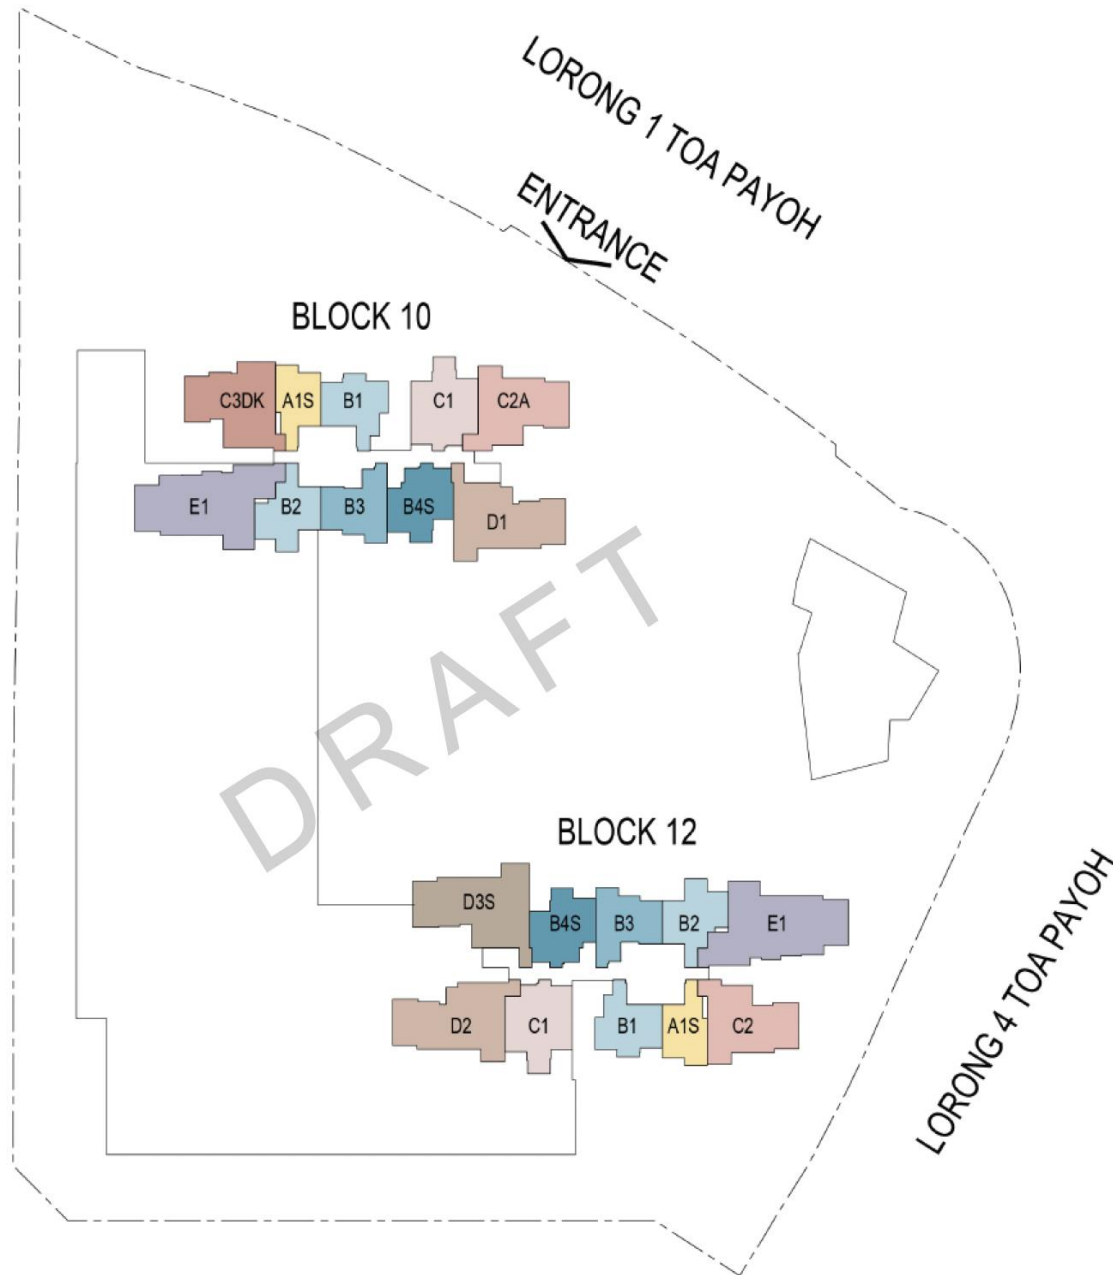 LORONG 1 TOA PAYOH
ENTRANCE
BLOCK 10
C3DK A1S B1 C1 C2A
E1 B2 B3 B4S D1
DRAFT
BLOCK 12
D3S B4S B3 B2 E1
D2 C1 B1 A1S C2
LORONG 4 TOA PAYOH